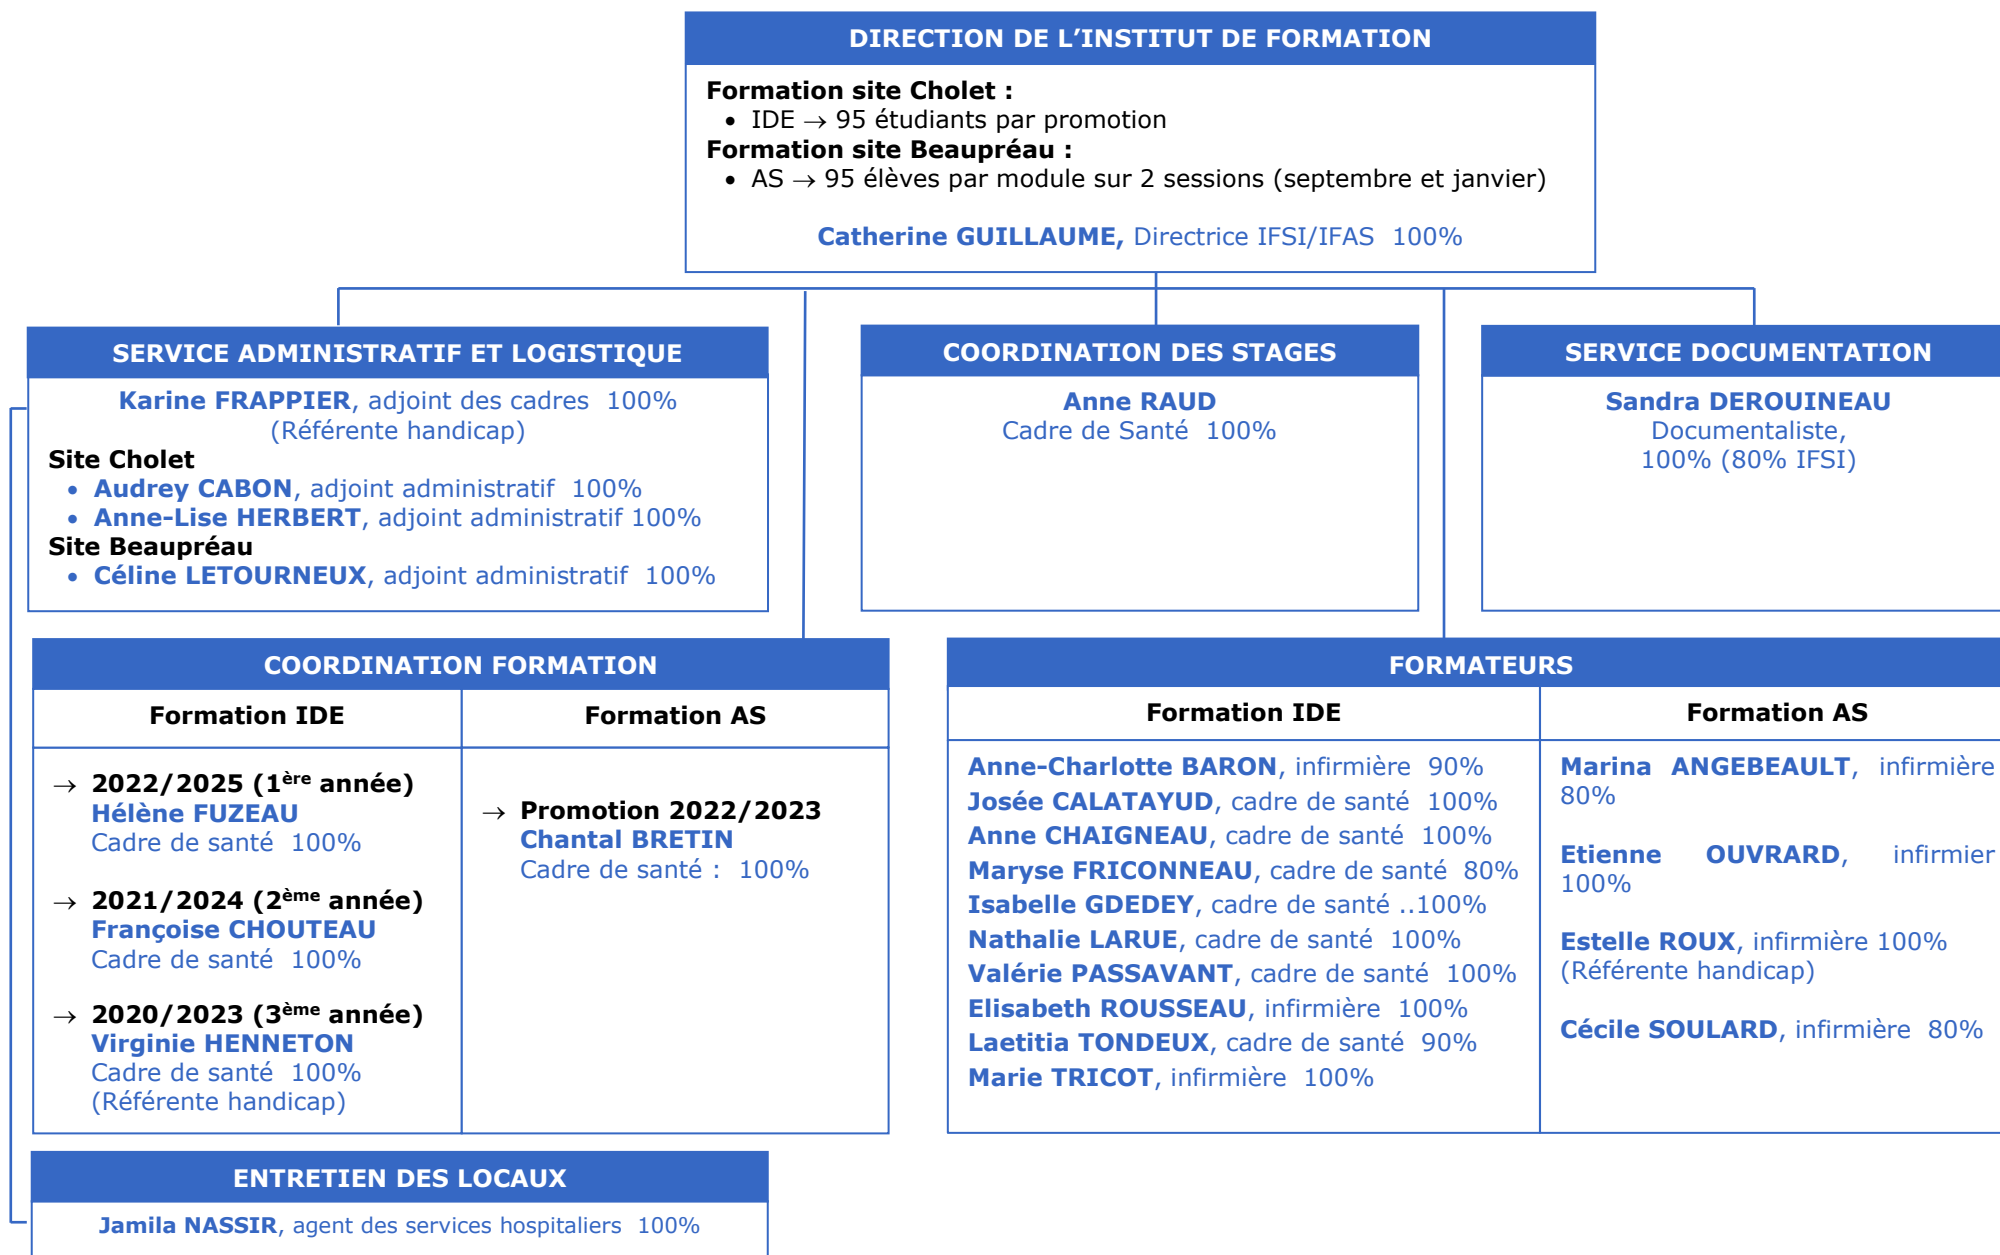 DIRECTION DE L’INSTITUT DE FORMATION
Formation site Cholet :
• IDE → 95 étudiants par promotion
Formation site Beaupréau :
• AS → 95 élèves par module sur 2 sessions (septembre et janvier)
Catherine GUILLAUME, Directrice IFSI/IFAS 100%
SERVICE ADMINISTRATIF ET LOGISTIQUE
Karine FRAPPIER, adjoint des cadres 100%
(Référente handicap)
Site Cholet
• Audrey CABON, adjoint administratif 100%
• Anne-Lise HERBERT, adjoint administratif 100%
Site Beaupréau
• Céline LETOURNEUX, adjoint administratif 100%
COORDINATION DES STAGES
Anne RAUD
Cadre de Santé 100%
SERVICE DOCUMENTATION
Sandra DEROUINEAU
Documentaliste,
100% (80% IFSI)
COORDINATION FORMATION
Formation IDE
→ 2022/2025 (1ère année)
Hélène FUZEAU
Cadre de santé 100%
→ 2021/2024 (2ème année)
Françoise CHOUTEAU
Cadre de santé 100%
→ 2020/2023 (3ème année)
Virginie HENNETON
Cadre de santé 100%
(Référente handicap)
Formation AS
→ Promotion 2022/2023
Chantal BRETIN
Cadre de santé : 100%
FORMATEURS
Formation IDE
Anne-Charlotte BARON, infirmière 90%
Josée CALATAYUD, cadre de santé 100%
Anne CHAIGNEAU, cadre de santé 100%
Maryse FRICONNEAU, cadre de santé 80%
Isabelle GDEDEY, cadre de santé ..100%
Nathalie LARUE, cadre de santé 100%
Valérie PASSAVANT, cadre de santé 100%
Elisabeth ROUSSEAU, infirmière 100%
Laetitia TONDEUX, cadre de santé 90%
Marie TRICOT, infirmière 100%
Formation AS
Marina ANGEBEAULT, infirmière
80%
Etienne OUVRARD, infirmier
100%
Estelle ROUX, infirmière 100%
(Référente handicap)
Cécile SOULARD, infirmière 80%
ENTRETIEN DES LOCAUX
Jamila NASSIR, agent des services hospitaliers 100%